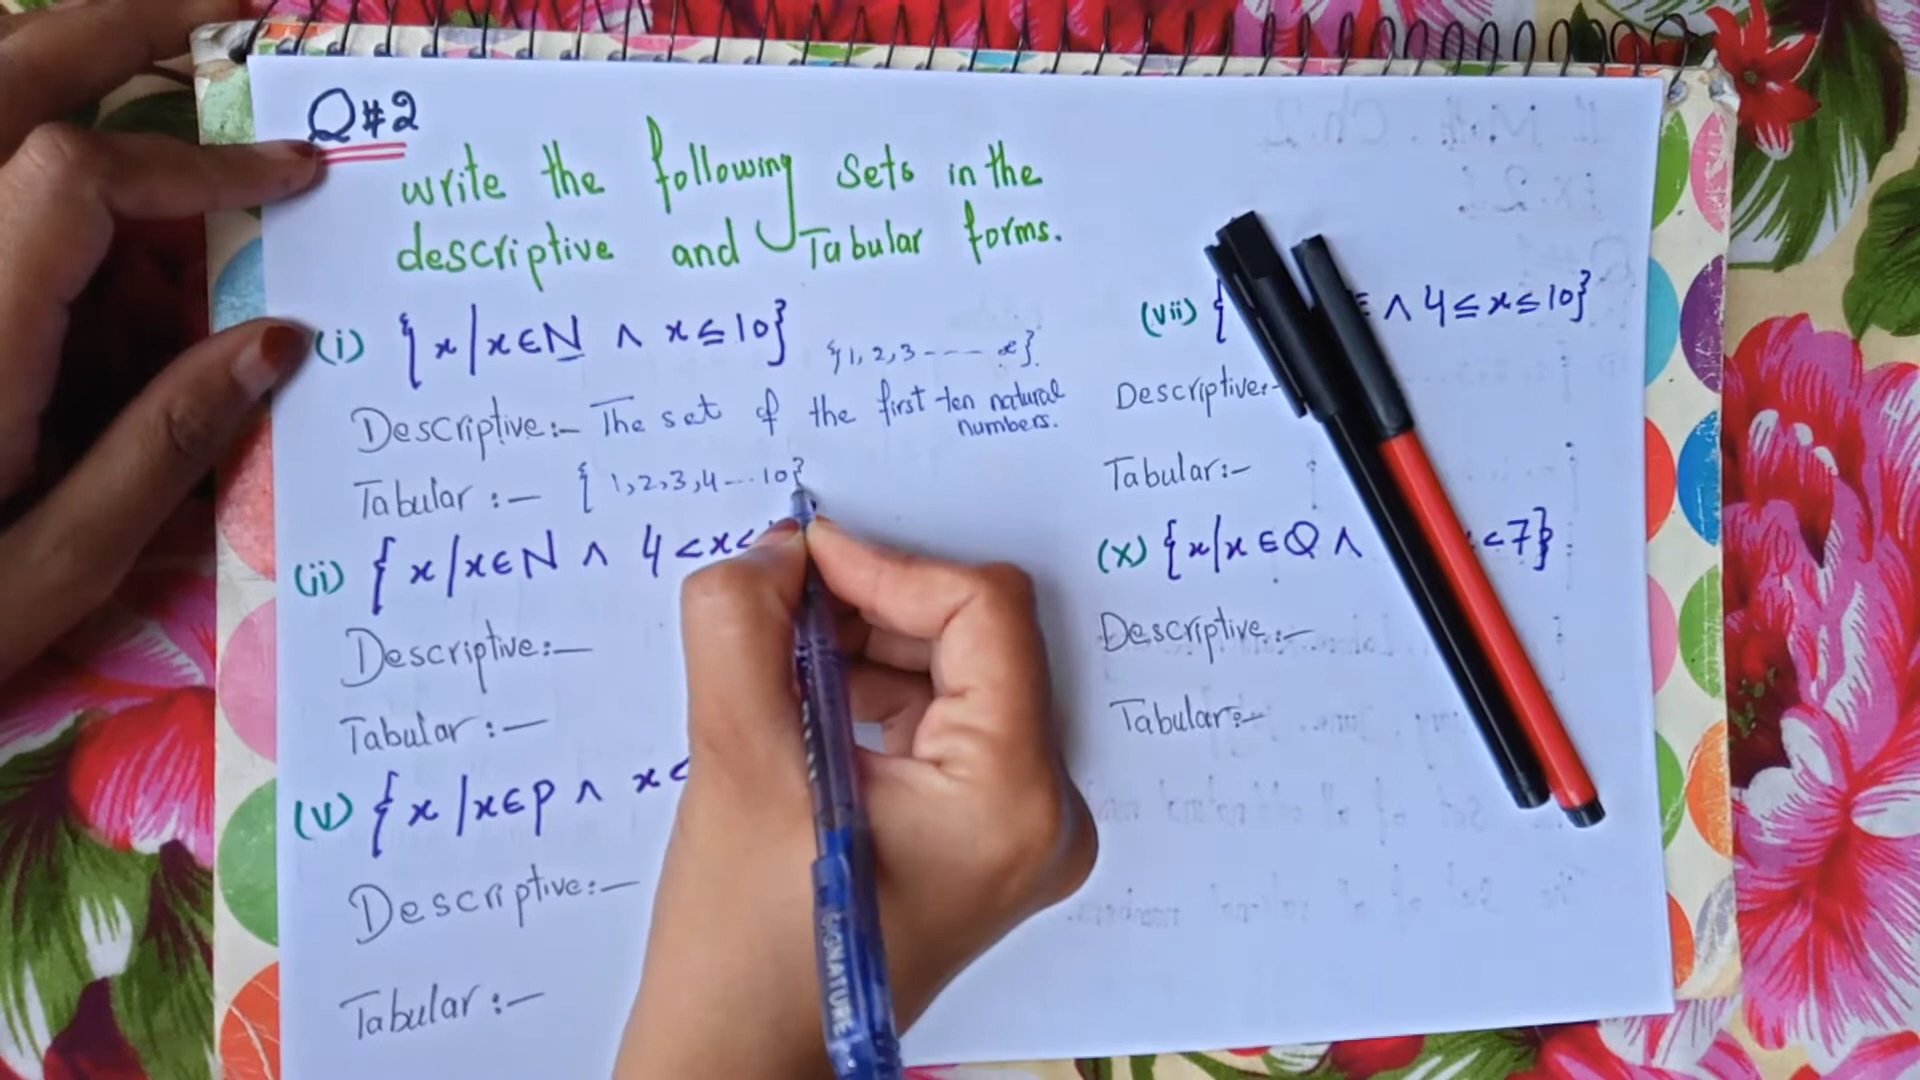 Q#2
write the following sets in the
descriptive and Tabular forms.
(i) {x/x∈N ∧ x≤10}
{1,2,3---- ∞}.
Descriptive:- The set of the first ten natural
numbers.
Tabular :- { 1,2,3,4-..10}
(ii) { x/x∈N ∧ 4<x<
Descriptive:-
Tabular :-
(v) {x/x∈P ∧ x<
Descriptive:-
Tabular :-
(vii) { ∈ ∧ 4≤x≤10}
Descriptive:-
Tabular:-
(x) {x/x∈Q ∧ <7}
Descriptive:-
Tabular:-
SIGNATURE